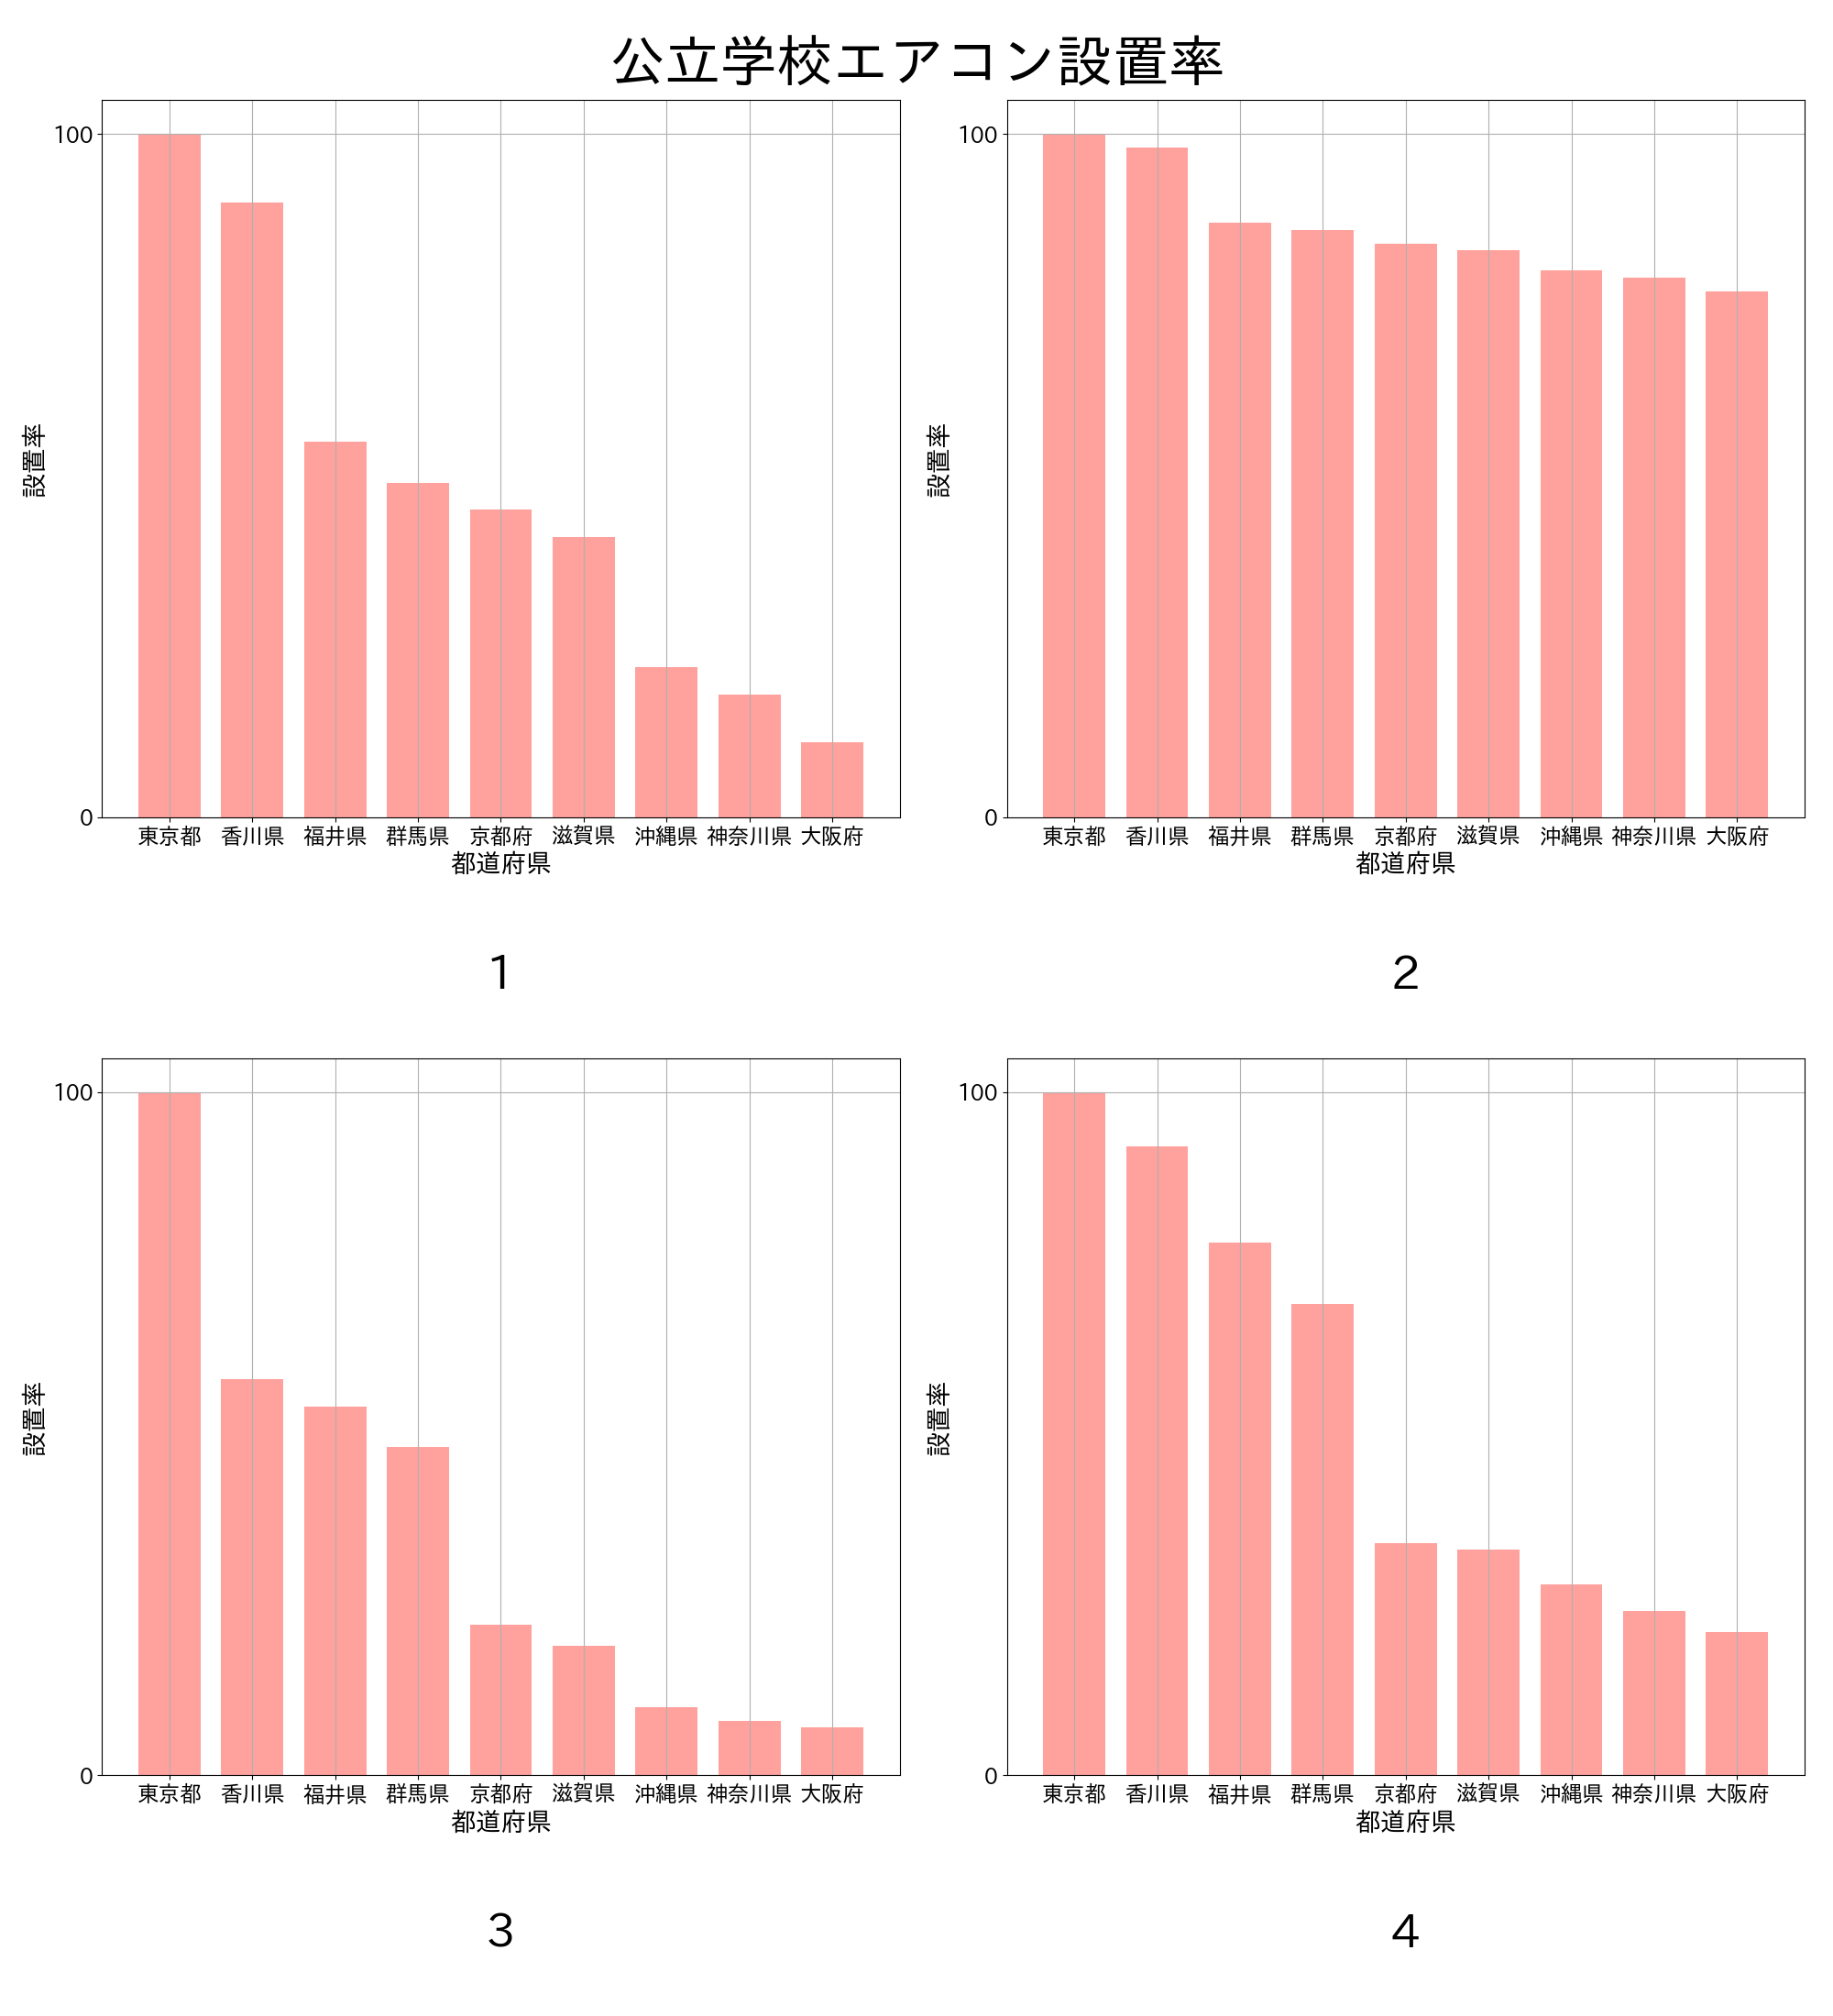 公立学校エアコン設置率
100
0
設置率
東京都 香川県 福井県 群馬県 京都府 滋賀県 沖縄県 神奈川県 大阪府
都道府県
1
100
0
設置率
東京都 香川県 福井県 群馬県 京都府 滋賀県 沖縄県 神奈川県 大阪府
都道府県
2
100
0
設置率
東京都 香川県 福井県 群馬県 京都府 滋賀県 沖縄県 神奈川県 大阪府
都道府県
3
100
0
設置率
東京都 香川県 福井県 群馬県 京都府 滋賀県 沖縄県 神奈川県 大阪府
都道府県
4